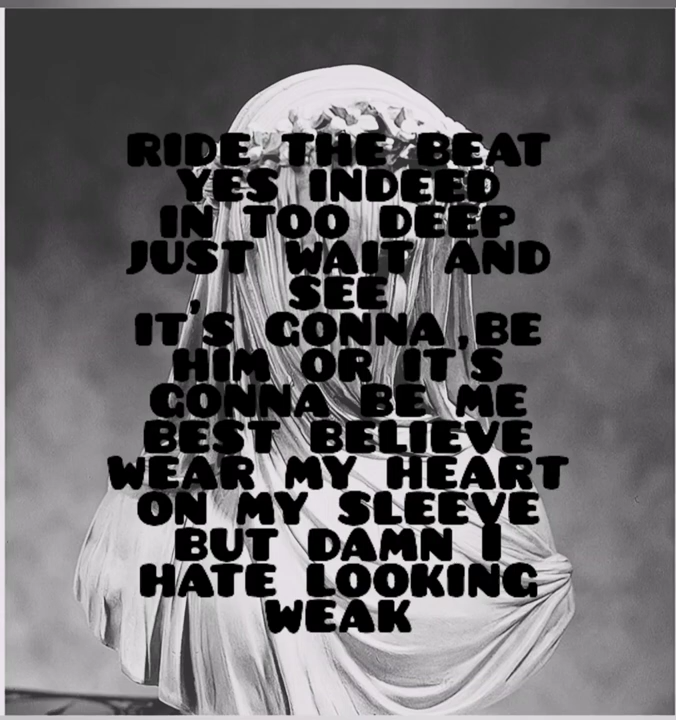 RIDE THE BEAT
YES INDEED
IN TOO DEEP
JUST WAIT AND
SEE
IT'S GONNA BE
HIM OR IT'S
GONNA BE ME
BEST BELIEVE
WEAR MY HEART
ON MY SLEEVE
BUT DAMN I
HATE LOOKING
WEAK